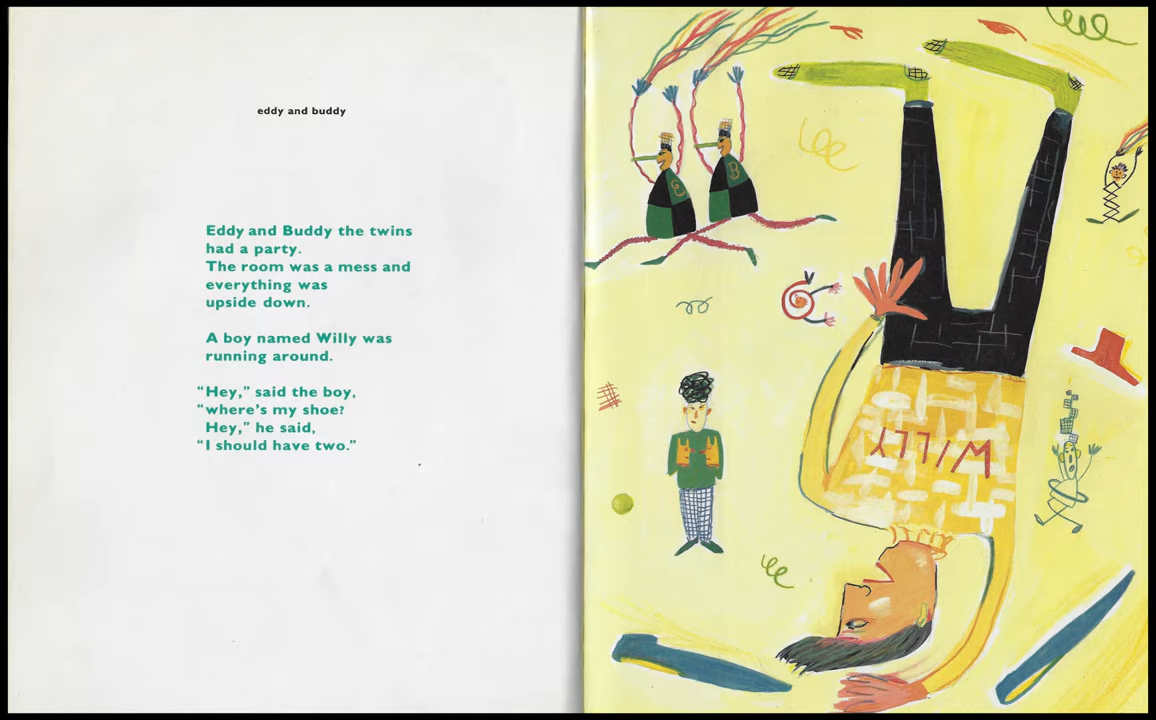 eddy and buddy
Eddy and Buddy the twins
had a party.
The room was a mess and
everything was
upside down.
A boy named Willy was
running around.
“Hey,” said the boy,
“where’s my shoe?
Hey,” he said,
“I should have two.”
E
B
WILLY